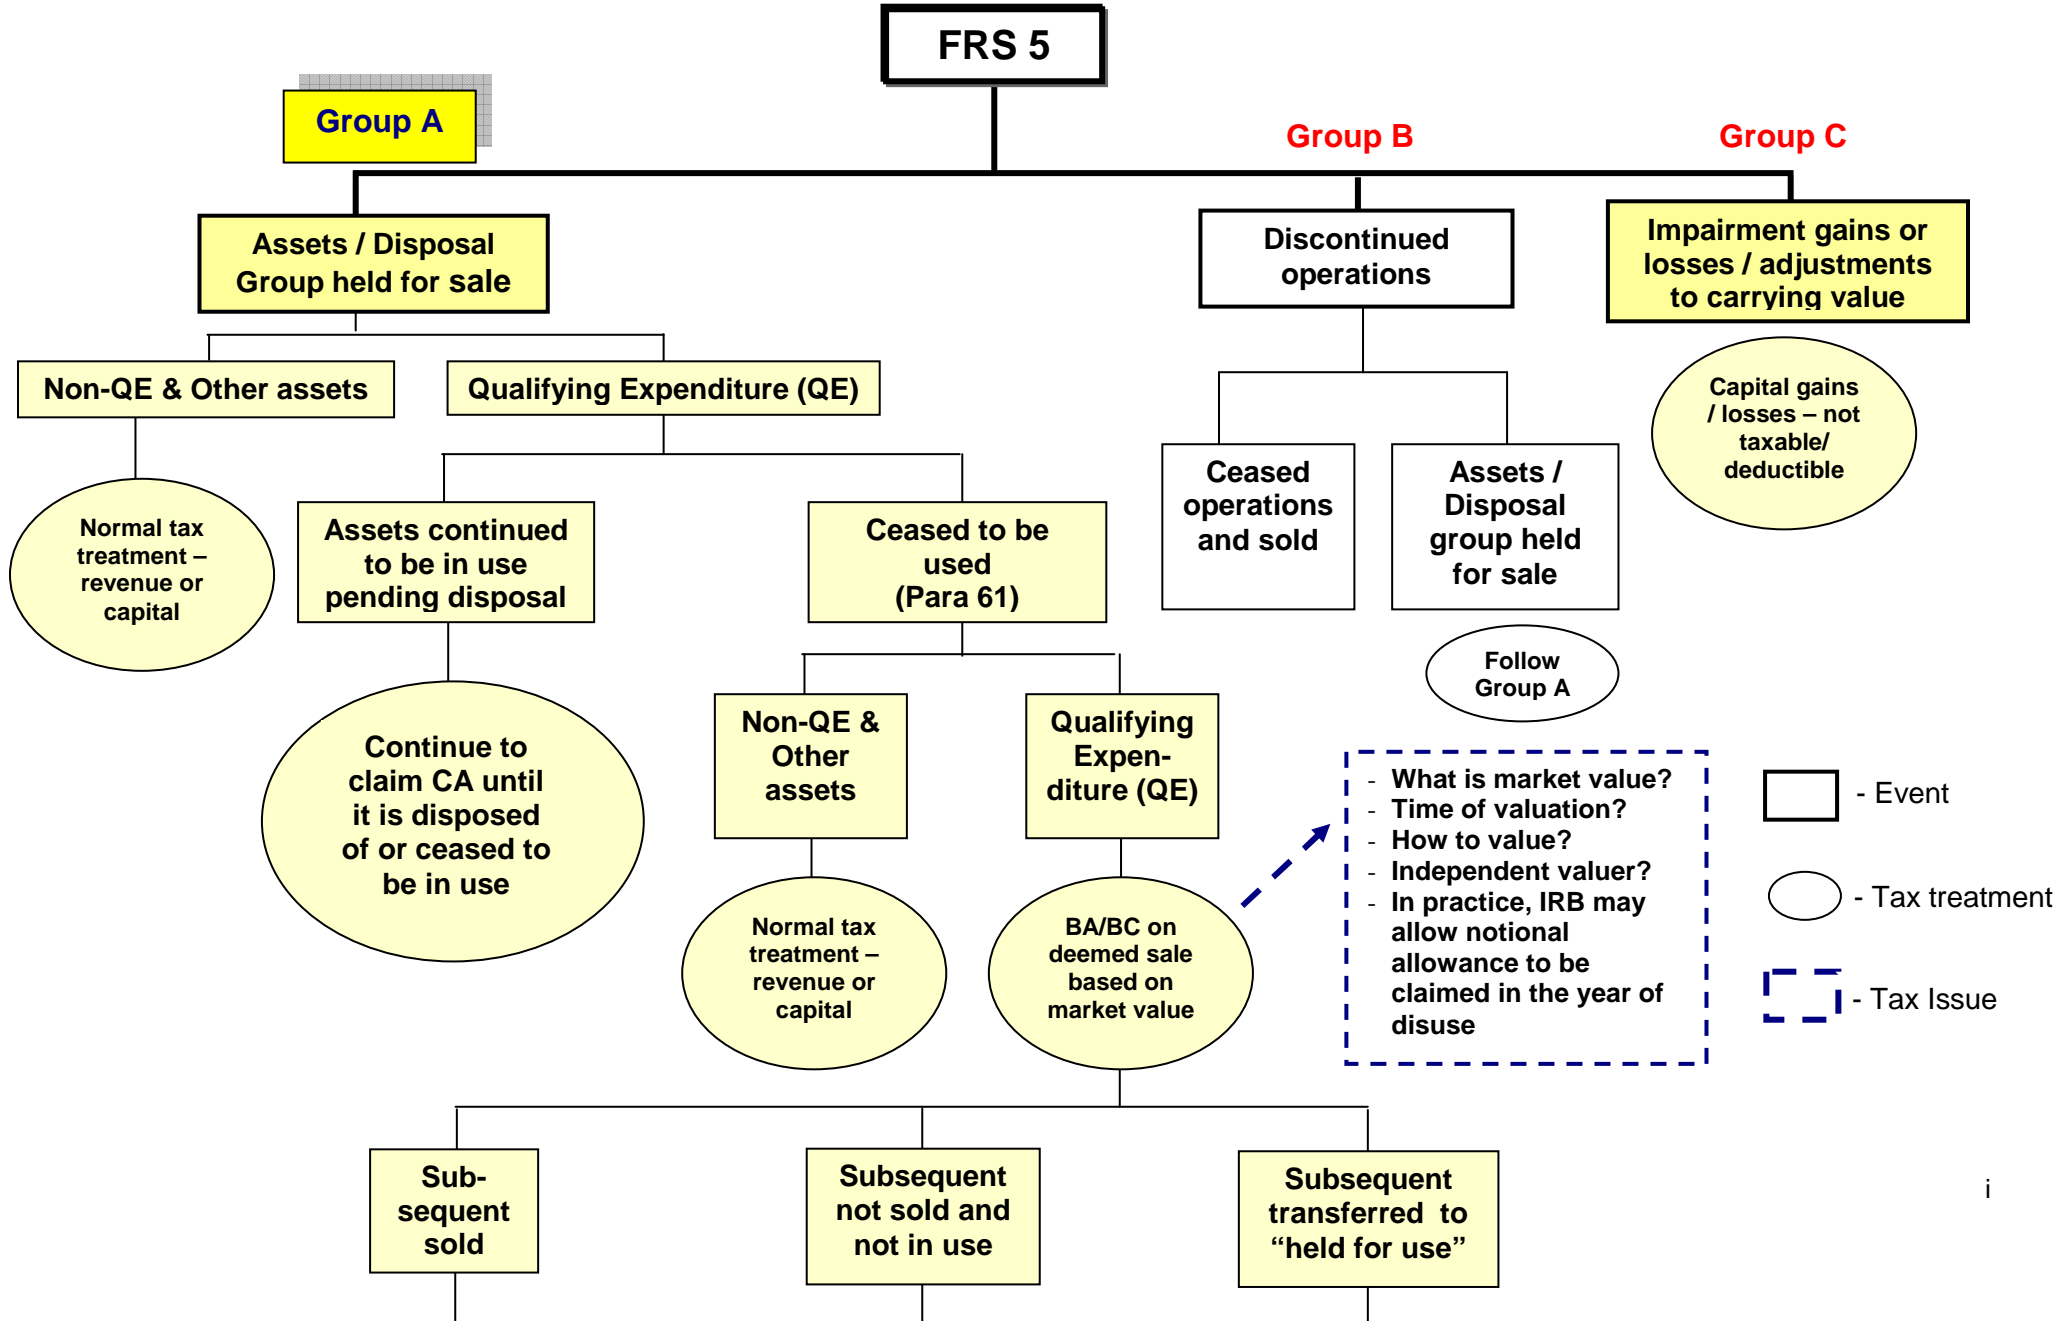 FRS 5
Group A
Group B
Group C
Assets / Disposal
Group held for sale
Discontinued
operations
Impairment gains or
losses / adjustments
to carrying value
Non-QE & Other assets
Qualifying Expenditure (QE)
Capital gains
/ losses – not
taxable/
deductible
Normal tax
treatment –
revenue or
capital
Assets continued
to be in use
pending disposal
Ceased to be
used
(Para 61)
Ceased
operations
and sold
Assets /
Disposal
group held
for sale
Follow
Group A
Continue to
claim CA until
it is disposed
of or ceased to
be in use
Non-QE &
Other
assets
Qualifying
Expen-
diture (QE)
- What is market value?
- Time of valuation?
- How to value?
- Independent valuer?
- In practice, IRB may
allow notional
allowance to be
claimed in the year of
disuse
- Event
- Tax treatment
- Tax Issue
Normal tax
treatment –
revenue or
capital
BA/BC on
deemed sale
based on
market value
Sub-
sequent
sold
Subsequent
not sold and
not in use
Subsequent
transferred to
“held for use”
i